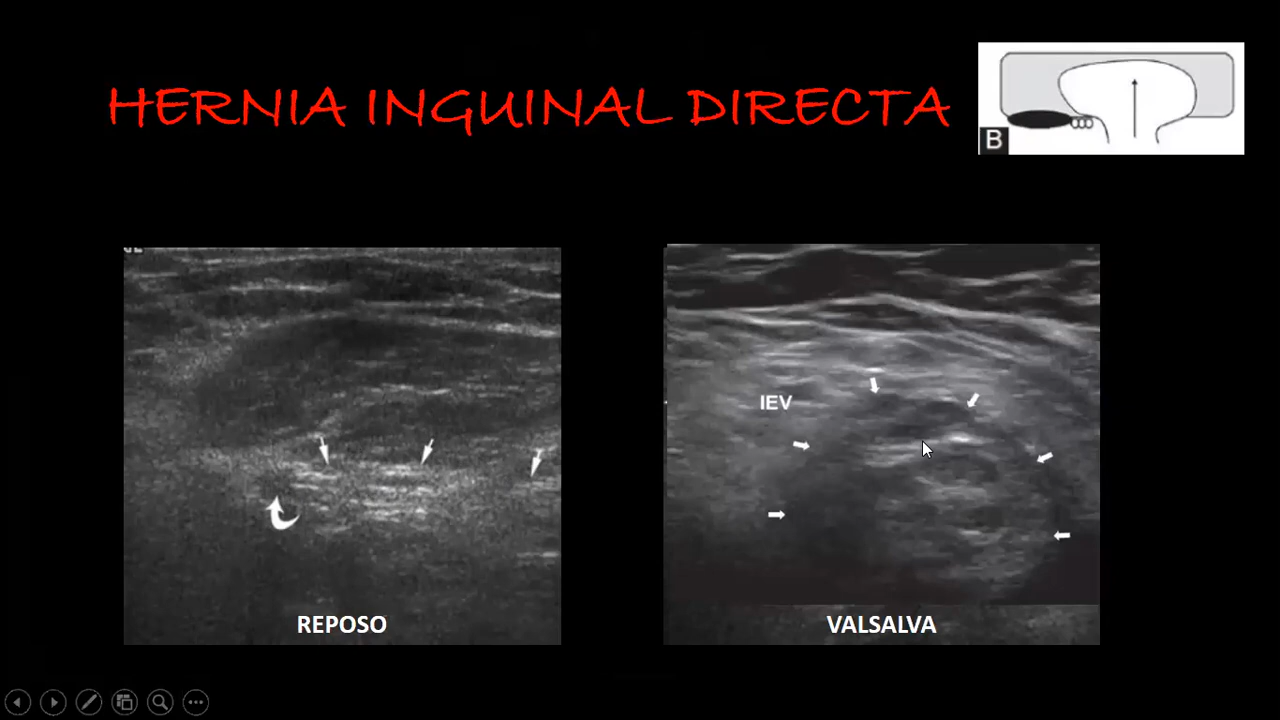 HERNIA INGUINAL DIRECTA
B
IEV
REPOSO
VALSALVA